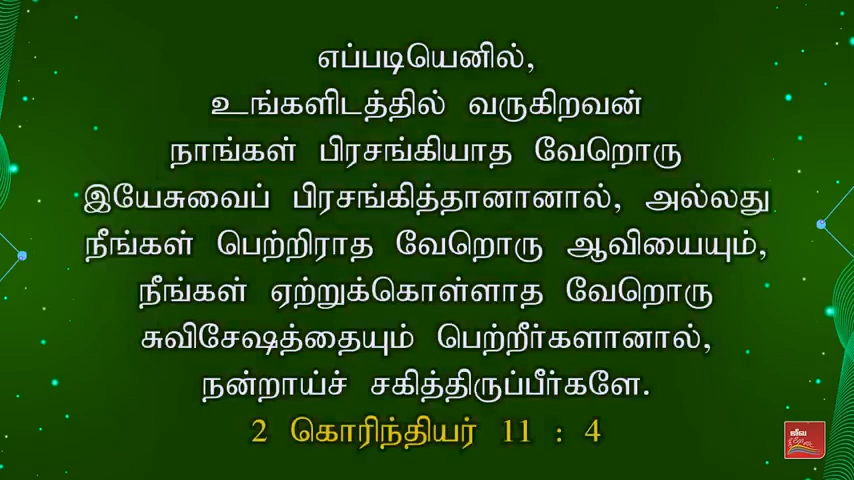 எப்படியெனில்,
உங்களிடத்தில் வருகிறவன்
நாங்கள் பிரசங்கியாத வேறொரு
இயேசுவைப் பிரசங்கித்தானானால், அல்லது
நீங்கள் பெற்றிராத வேறொரு ஆவியையும்,
நீங்கள் ஏற்றுக்கொள்ளாத வேறொரு
சுவிசேஷத்தையும் பெற்றீர்களானால்,
நன்றாய்ச் சகித்திருப்பீர்களே.
2 கொரிந்தியர் 11 : 4
ஜீவ